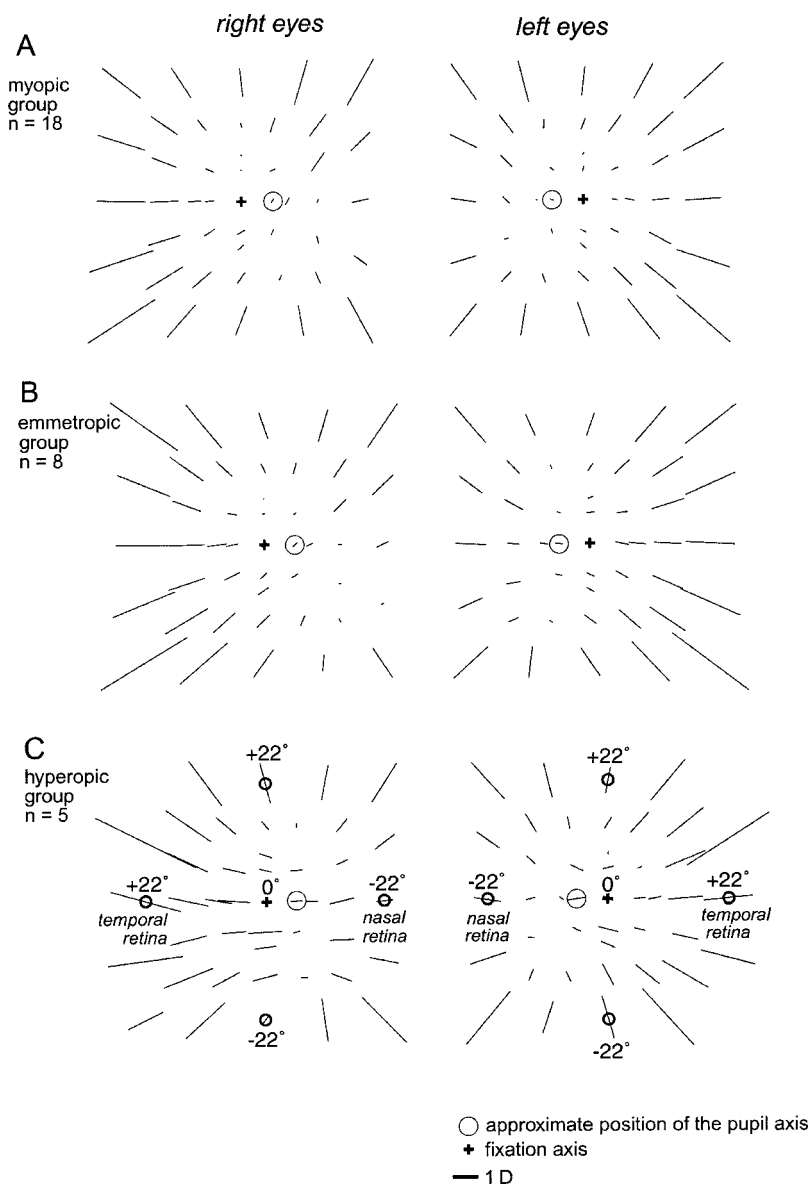 right eyes
left eyes
A
myopic
group
n = 18
B
emmetropic
group
n = 8
C
hyperopic
group
n = 5
+22°
+22°
+22°
0°
-22°
-22°
0°
+22°
temporal
retina
nasal
retina
nasal
retina
temporal
retina
-22°
-22°
approximate position of the pupil axis
+ fixation axis
1 D